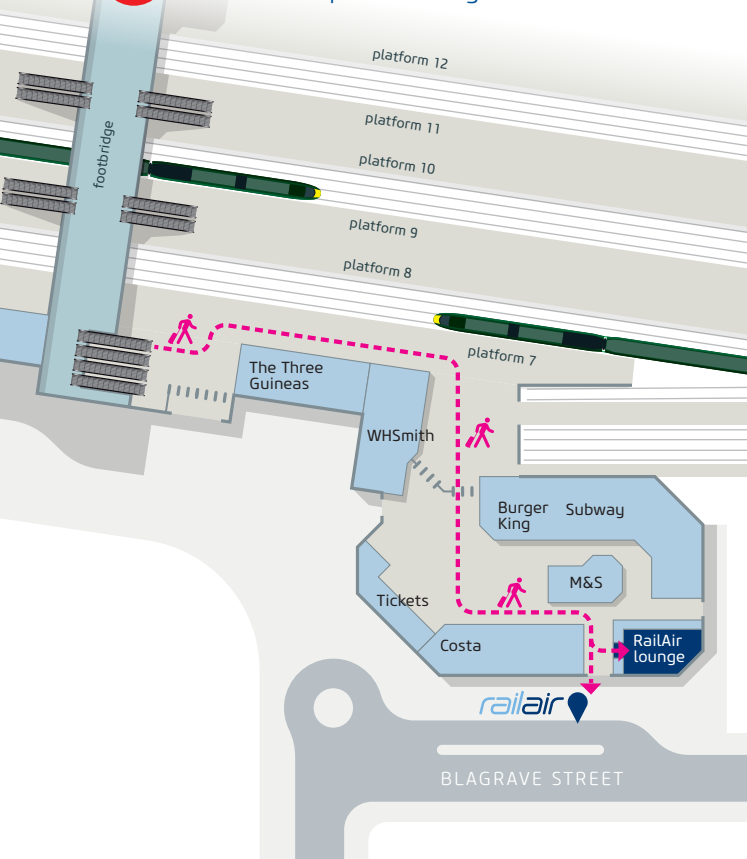 platform 12
platform 11
footbridge
platform 10
platform 9
platform 8
platform 7
The Three
Guineas
WHSmith
Burger
King
Subway
M&S
Tickets
Costa
RailAir
lounge
railair
BLAGRAVE STREET